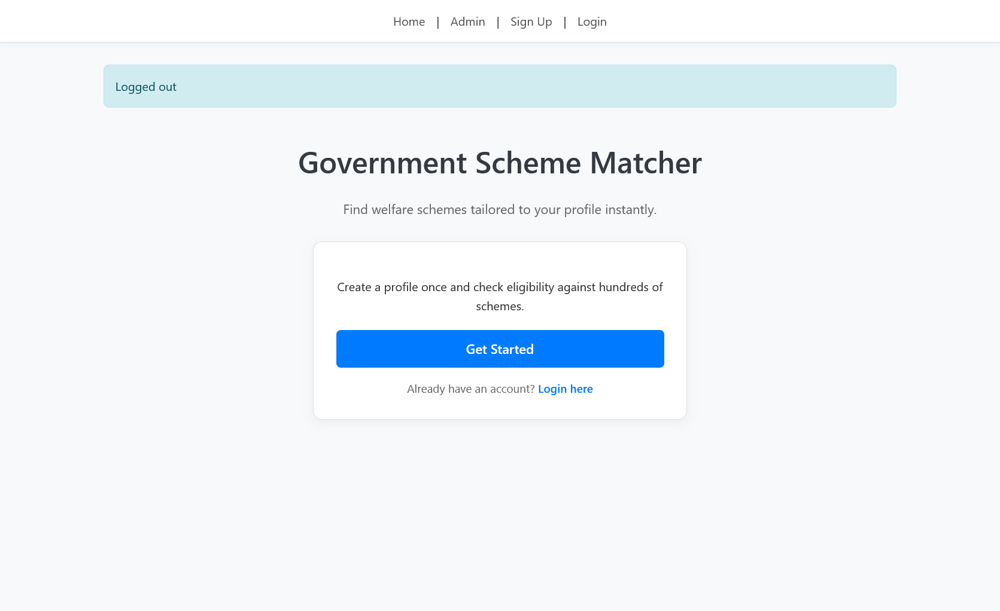 Home | Admin | Sign Up | Login
Logged out
Government Scheme Matcher
Find welfare schemes tailored to your profile instantly.
Create a profile once and check eligibility against hundreds of
schemes.
Get Started
Already have an account? Login here